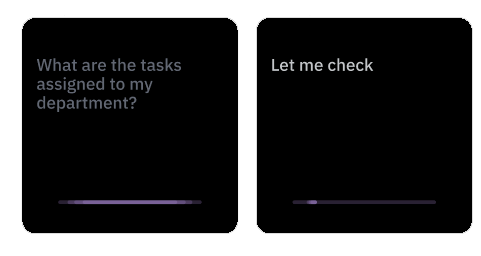 What are the tasks
assigned to my
department?
Let me check